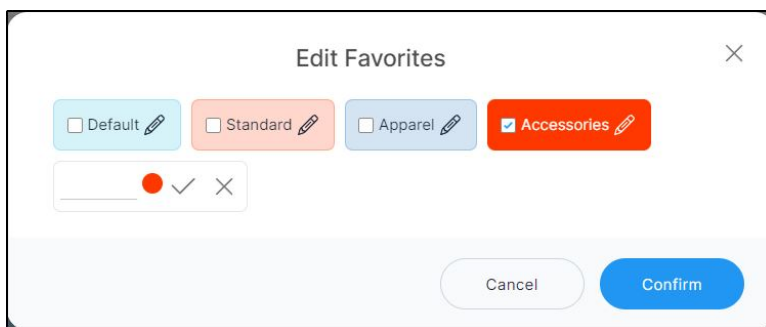 Edit Favorites
Default Standard Apparel Accessories
Cancel Confirm